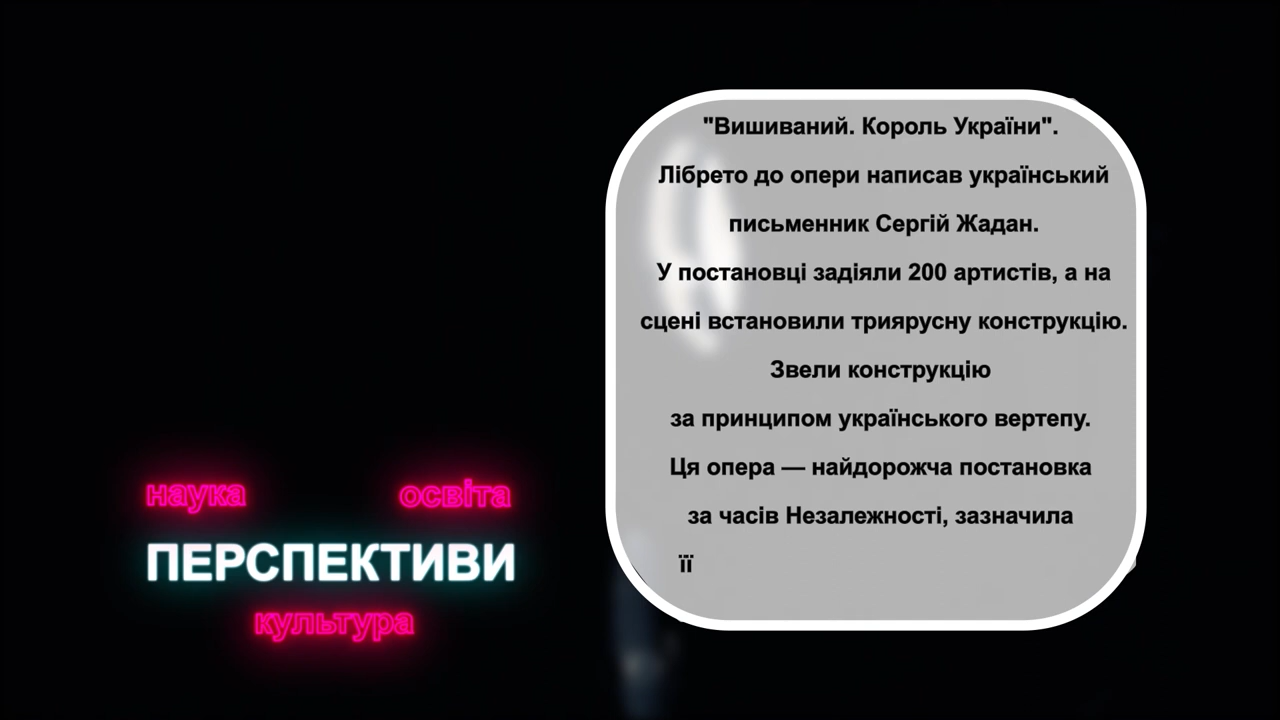 "Вишиваний. Король України".
Лібрето до опери написав український
письменник Сергій Жадан.
У постановці задіяли 200 артистів, а на
сцені встановили триярусну конструкцію.
Звели конструкцію
за принципом українського вертепу.
Ця опера — найдорожча постановка
за часів Незалежності, зазначила
її
наука освіта
ПЕРСПЕКТИВИ
культура